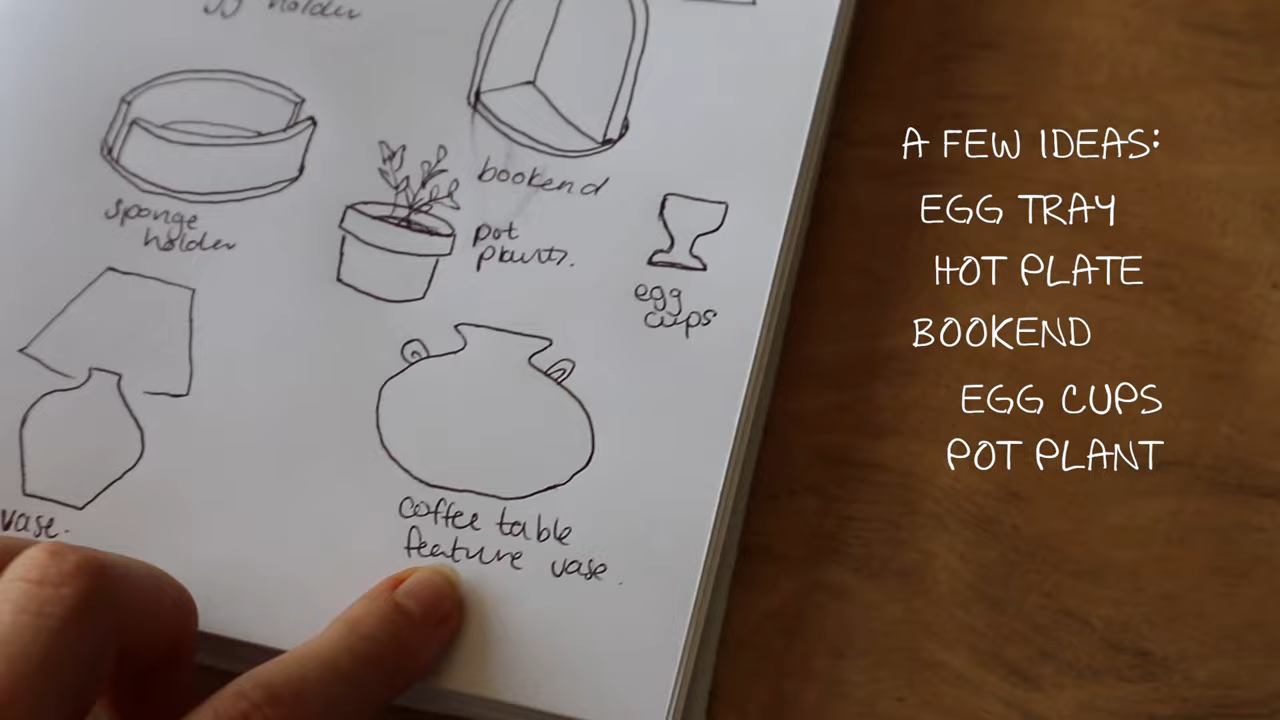 holder
bookend
sponge
holder
pot
plants.
egg
cups
vase.
coffee table
feature vase.
A FEW IDEAS:
EGG TRAY
HOT PLATE
BOOKEND
EGG CUPS
POT PLANT